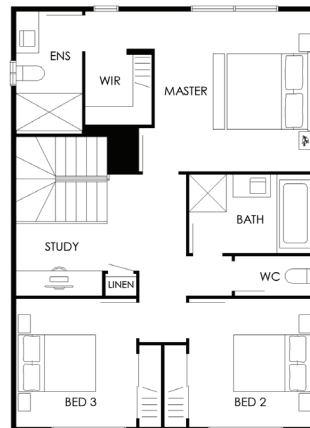 ENS
WIR
MASTER
BATH
STUDY
WC
LINEN
BED 3
BED 2